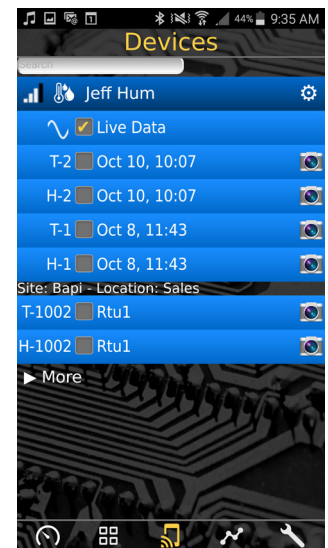 44% 9:35 AM
Devices
Search
Jeff Hum
Live Data
T-2 Oct 10, 10:07
H-2 Oct 10, 10:07
T-1 Oct 8, 11:43
H-1 Oct 8, 11:43
Site: Bapi - Location: Sales
T-1002 Rtu1
H-1002 Rtu1
▶ More